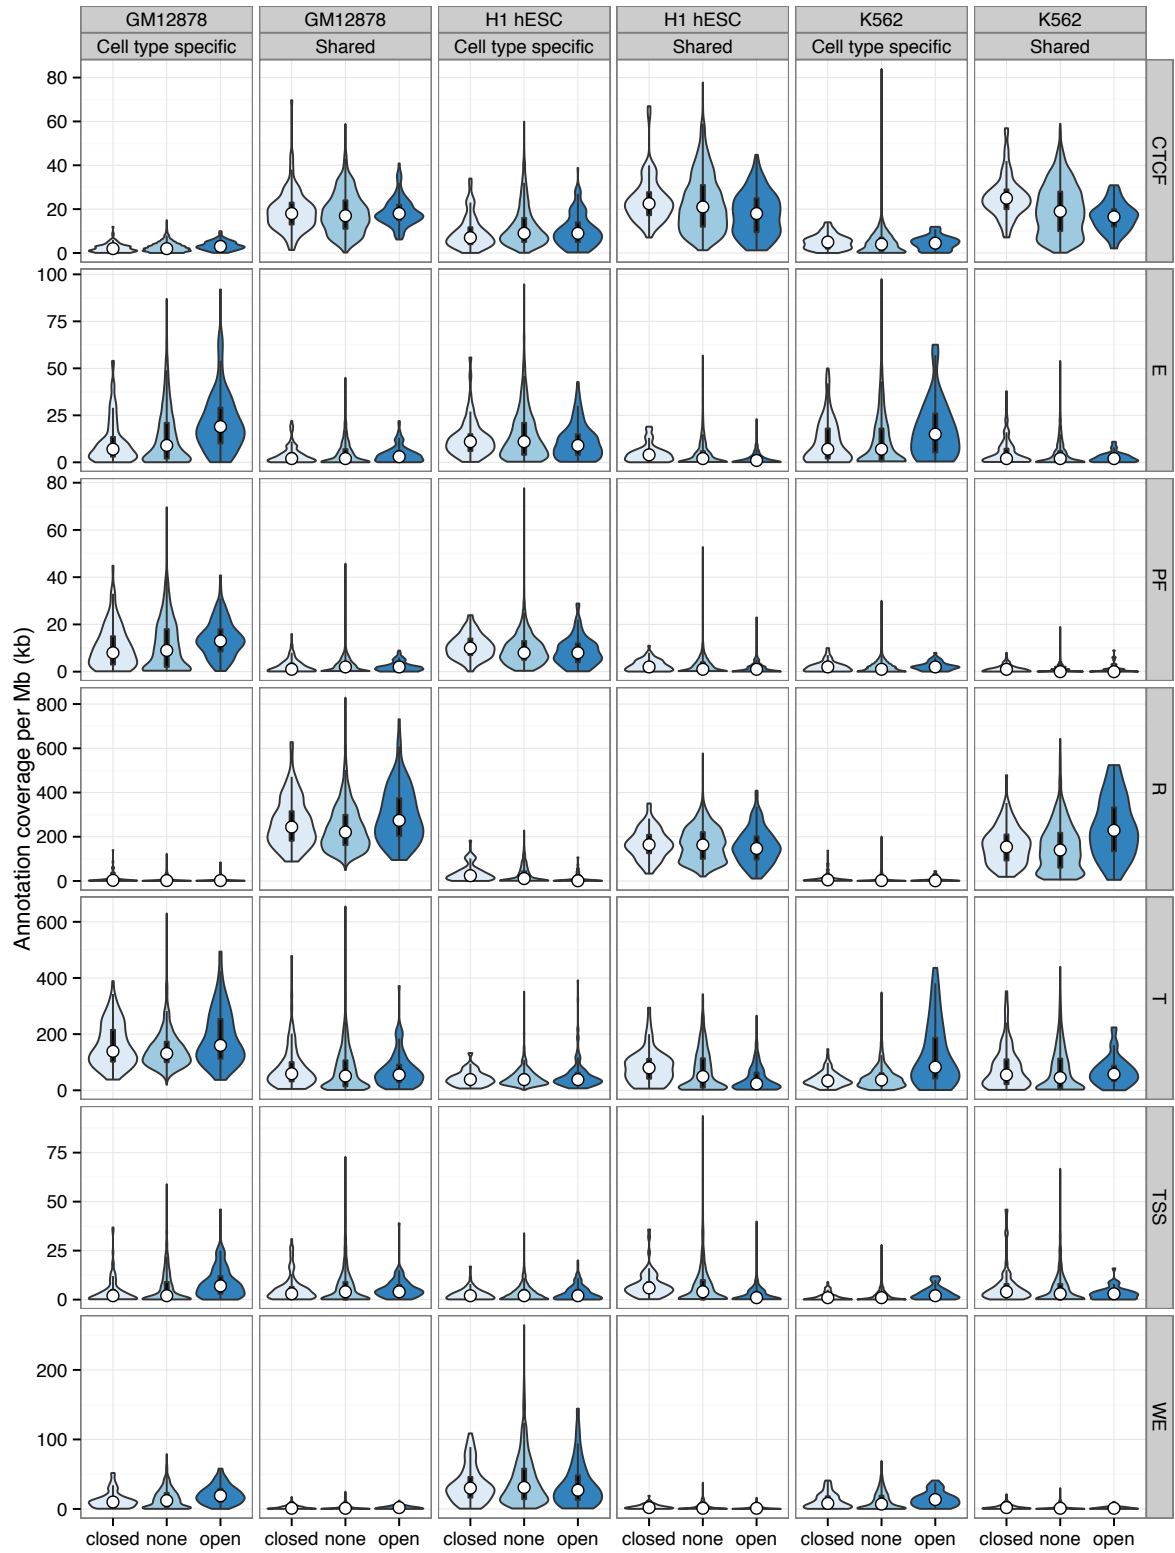 GM12878 GM12878 H1 hESC H1 hESC K562 K562
Cell type specific Shared Cell type specific Shared Cell type specific Shared
Annotation coverage per Mb (kb)
80
60
40
20
0
CTCF
100
75
50
25
0
E
80
60
40
20
0
PF
800
600
400
200
0
R
600
400
200
0
T
75
50
25
0
TSS
200
100
0
WE
closed none open closed none open closed none open closed none open closed none open closed none open